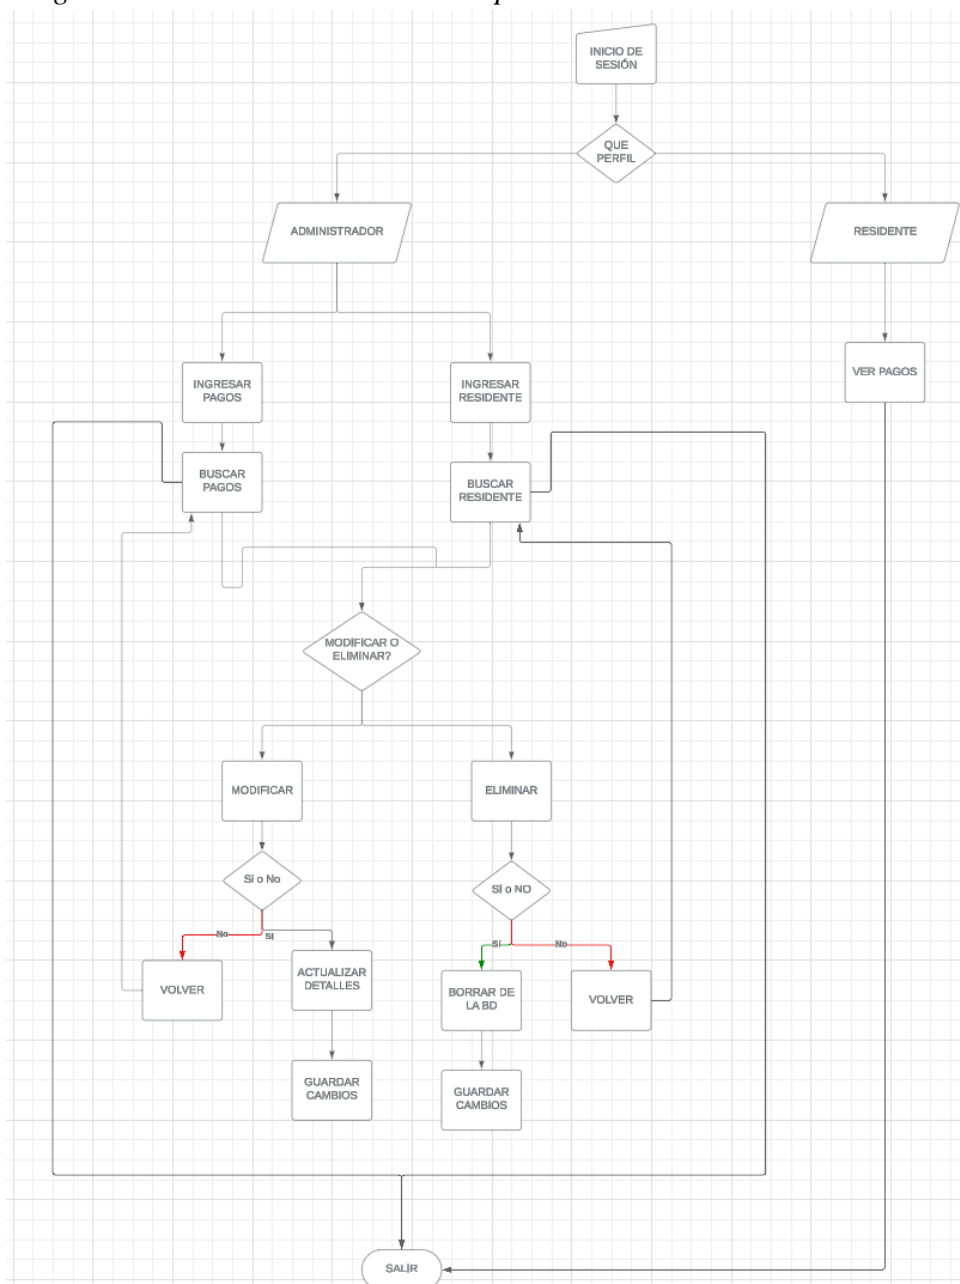 INICIO DE
SESIÓN
QUE
PERFIL
ADMINISTRADOR
RESIDENTE
INGRESAR
PAGOS
INGRESAR
RESIDENTE
VER PAGOS
BUSCAR
PAGOS
BUSCAR
RESIDENTE
MODIFICAR O
ELIMINAR?
MODIFICAR
ELIMINAR
Si o No
SI o NO
No
SI
Sí
No
VOLVER
ACTUALIZAR
DETALLES
BORRAR DE
LA BD
VOLVER
GUARDAR
CAMBIOS
GUARDAR
CAMBIOS
SALIR